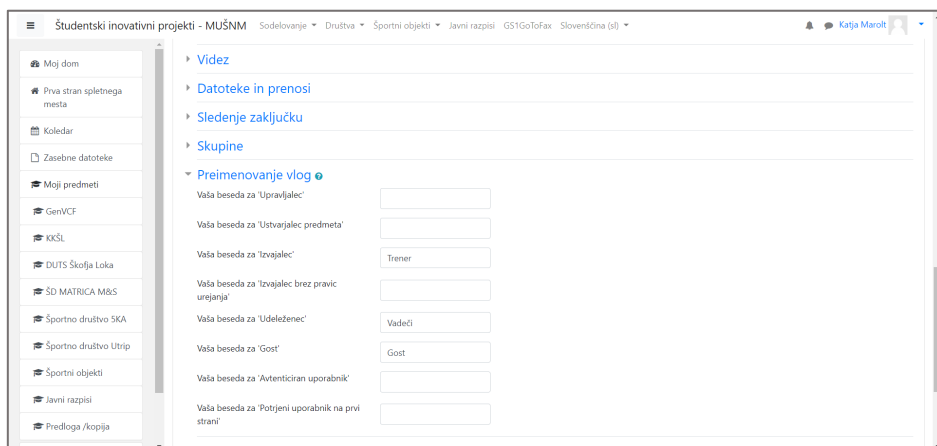 Študentski inovativni projekti - MUŠNM Sodelovanje Društva Športni objekti Javni razpisi GS1GoToFax Slovenščina (sl) Katja Marolt
Moj dom
Prva stran spletnega
mesta
Koledar
Zasebne datoteke
Moji predmeti
GenVCF
KKŠL
DUTS Škofja Loka
ŠD MATRICA M&S
Športno društvo 5KA
Športno društvo Utrip
Športni objekti
Javni razpisi
Predloga /kopija
Videz
Datoteke in prenosi
Sledenje zaključku
Skupine
Preimenovanje vlog
Vaša beseda za 'Upravljalec'
Vaša beseda za 'Ustvarjalec predmeta'
Vaša beseda za 'Izvajalec' Trener
Vaša beseda za 'Izvajalec brez pravic
urejanja'
Vaša beseda za 'Udeleženec' Vadeči
Vaša beseda za 'Gost' Gost
Vaša beseda za 'Avtenticiran uporabnik'
Vaša beseda za 'Potrjeni uporabnik na prvi
strani'